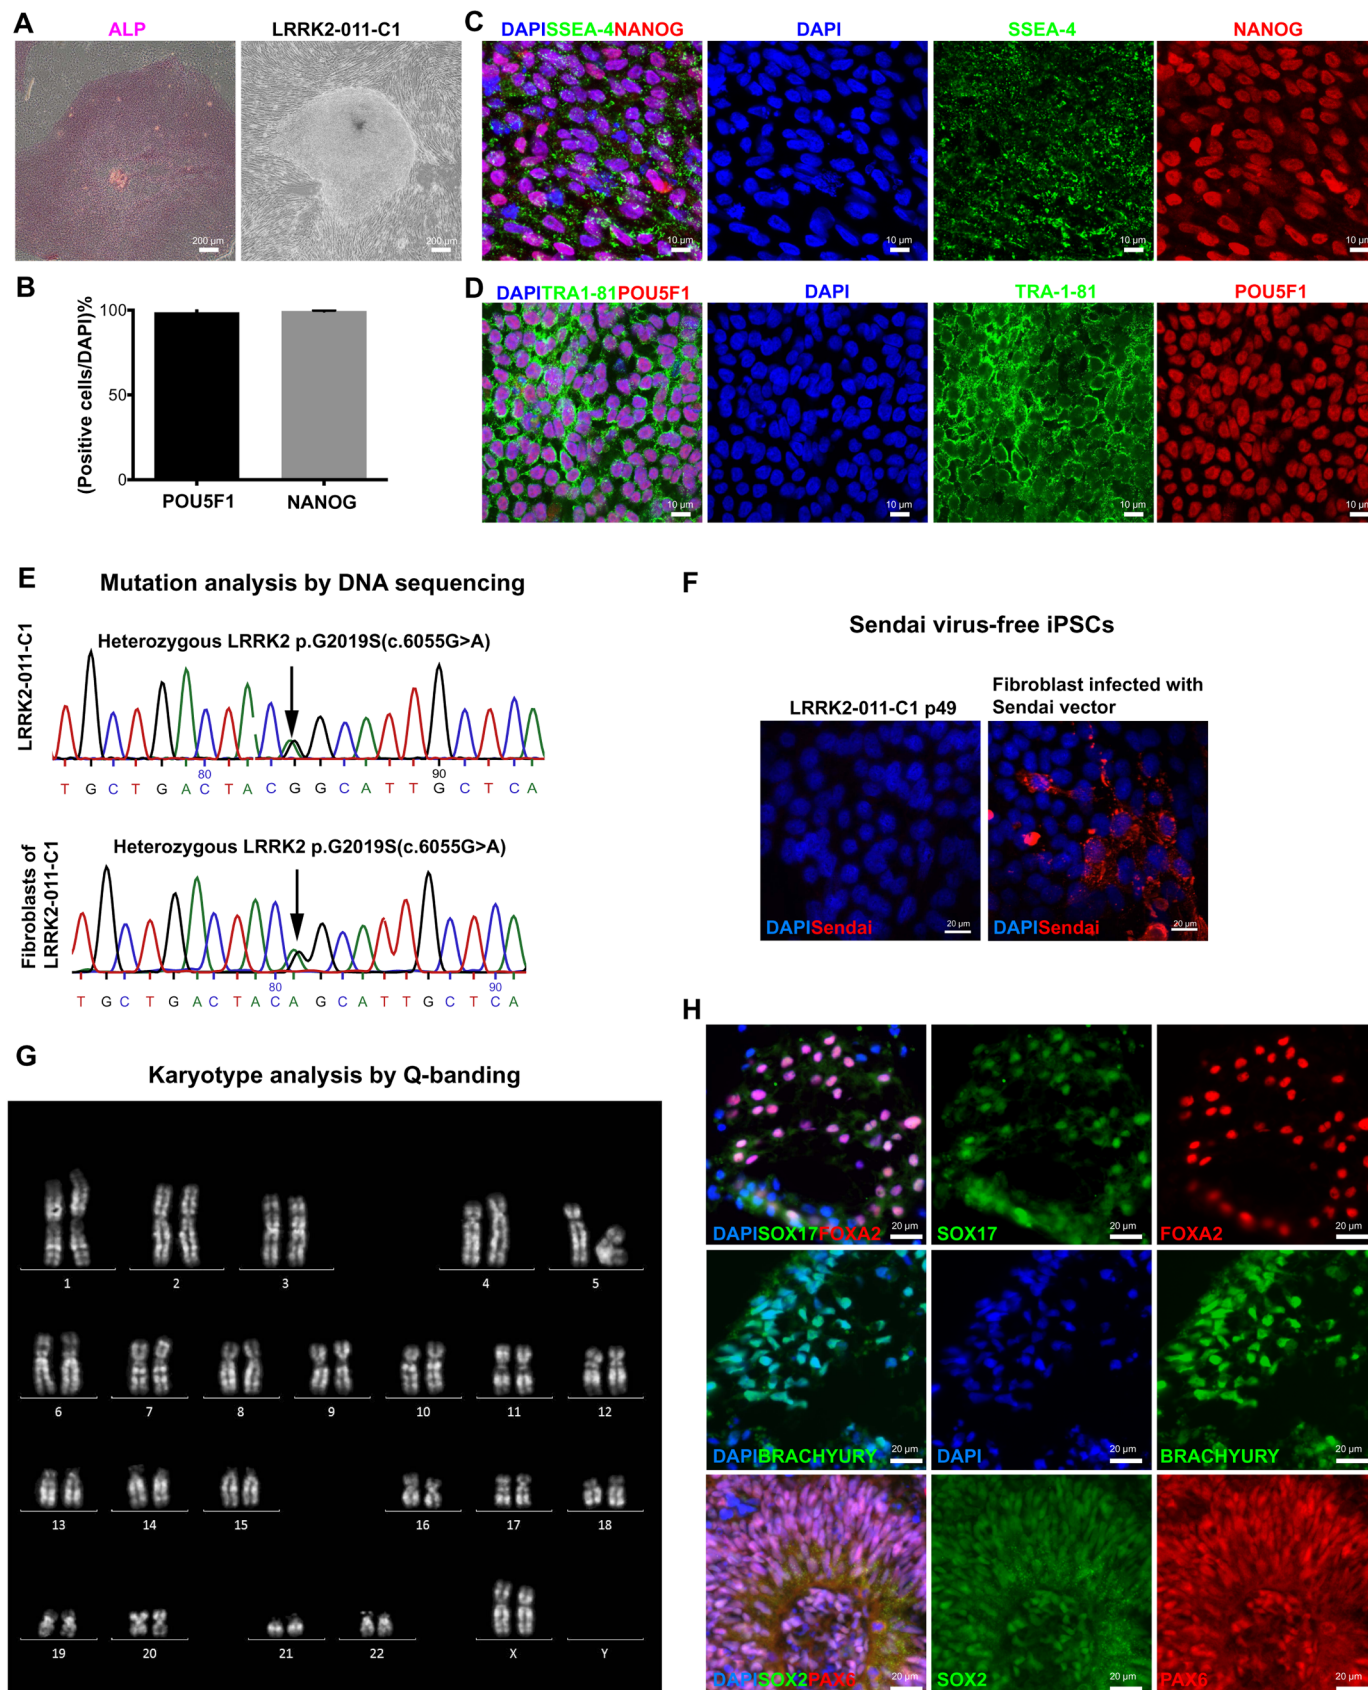 A
ALP
LRRK2-011-C1
200 µm
200 µm
B
(Positive cells/DAPI)%
100
50
0
POU5F1
NANOG
C
DAPISSEA-4NANOG
DAPI
SSEA-4
NANOG
10 µm
10 µm
10 µm
10 µm
D
DAPITRA1-81POU5F1
DAPI
TRA-1-81
POU5F1
10 µm
10 µm
10 µm
10 µm
E
Mutation analysis by DNA sequencing
LRRK2-011-C1
Heterozygous LRRK2 p.G2019S(c.6055G>A)
80
90
T G C T G A C T A C G G C A T T G C T C A
Fibroblasts of
LRRK2-011-C1
Heterozygous LRRK2 p.G2019S(c.6055G>A)
80
90
T G C T G A C T A C A G C A T T G C T C A
F
Sendai virus-free iPSCs
LRRK2-011-C1 p49
Fibroblast infected with
Sendai vector
DAPISendai
20 µm
DAPISendai
20 µm
G
Karyotype analysis by Q-banding
1 2 3 4 5
6 7 8 9 10 11 12
13 14 15 16 17 18
19 20 21 22 X Y
H
DAPISOX17FOXA2
20 µm
SOX17
20 µm
FOXA2
20 µm
DAPIBRACHYURY
20 µm
DAPI
20 µm
BRACHYURY
20 µm
DAPISOX2PAX6
20 µm
SOX2
20 µm
PAX6
20 µm